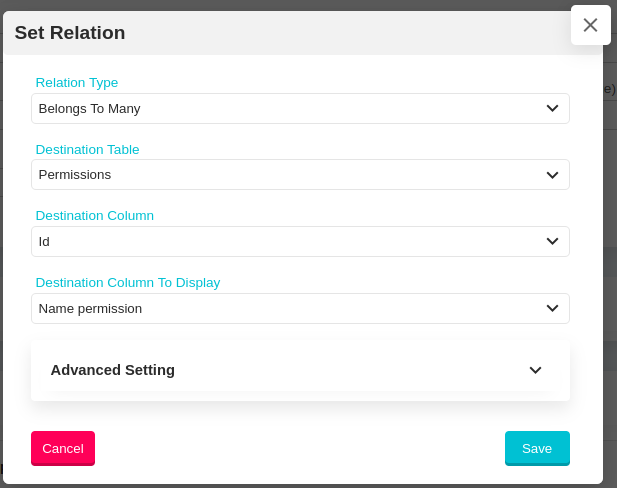 Set Relation
e)
Relation Type
Belongs To Many
Destination Table
Permissions
Destination Column
Id
Destination Column To Display
Name permission
Advanced Setting
Cancel
Save